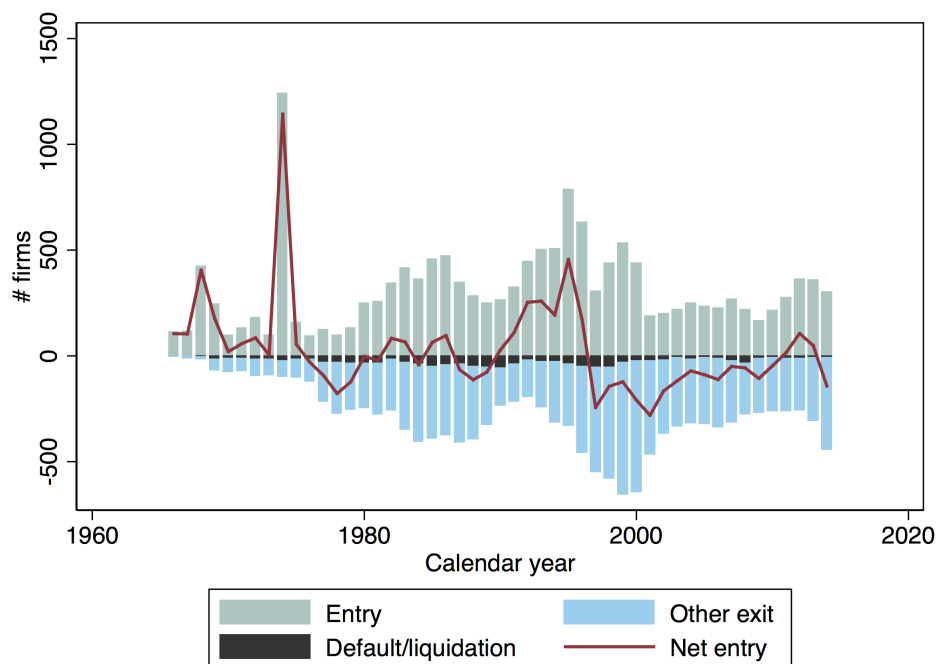 1500
1000
500
0
-500
# firms
1960 1980 2000 2020
Calendar year
Entry Other exit
Default/liquidation Net entry